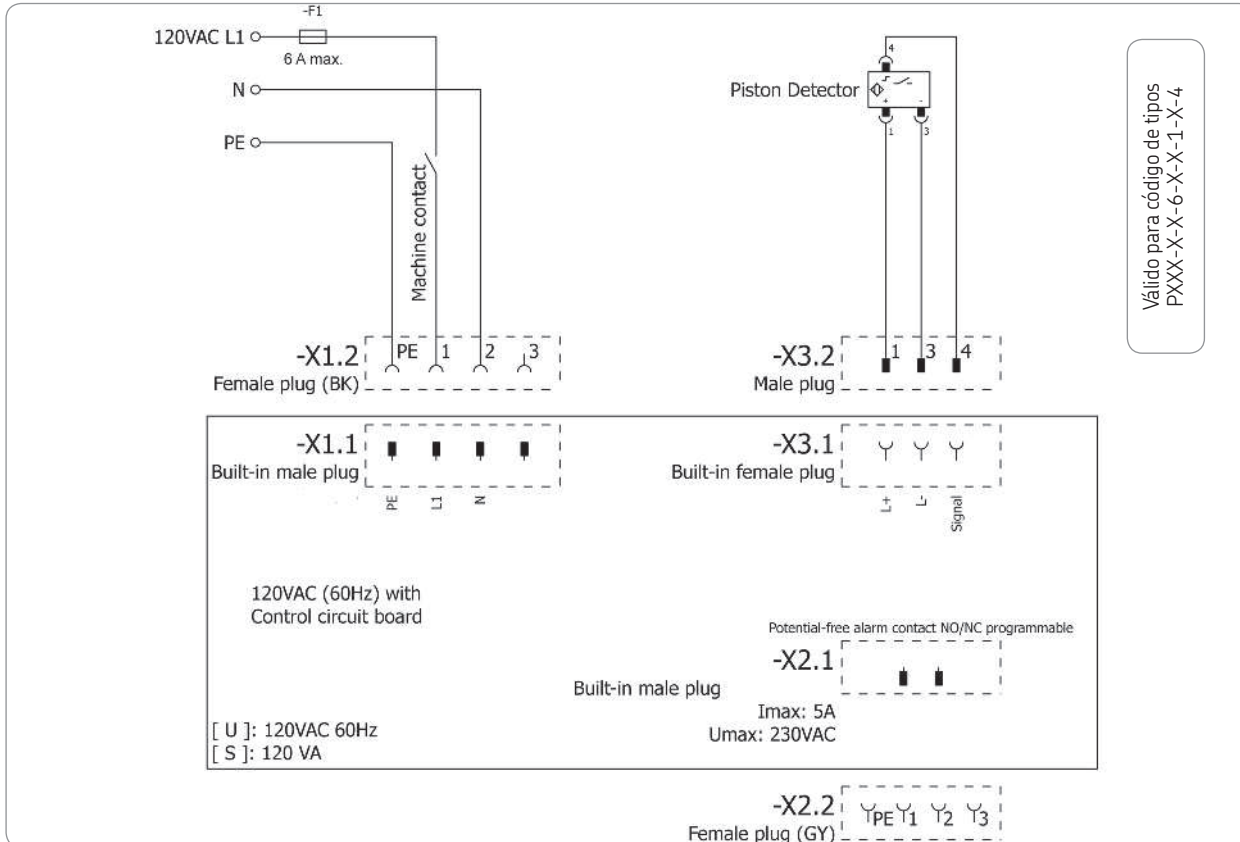 -F1
120VAC L1
6 A max.
N
PE
Machine contact
-X1.2
PE 1 2 3
Female plug (BK)
Piston Detector
4
+ -
1 3
-X3.2
1 3 4
Male plug
Válido para código de tipos
PXXX-X-X-6-X-X-1-X-4
-X1.1
Built-in male plug
PE L1 N
-X3.1
Built-in female plug
L+ L- Signal
120VAC (60Hz) with
Control circuit board
Potential-free alarm contact NO/NC programmable
-X2.1
Built-in male plug
Imax: 5A
Umax: 230VAC
[ U ]: 120VAC 60Hz
[ S ]: 120 VA
-X2.2
PE 1 2 3
Female plug (GY)